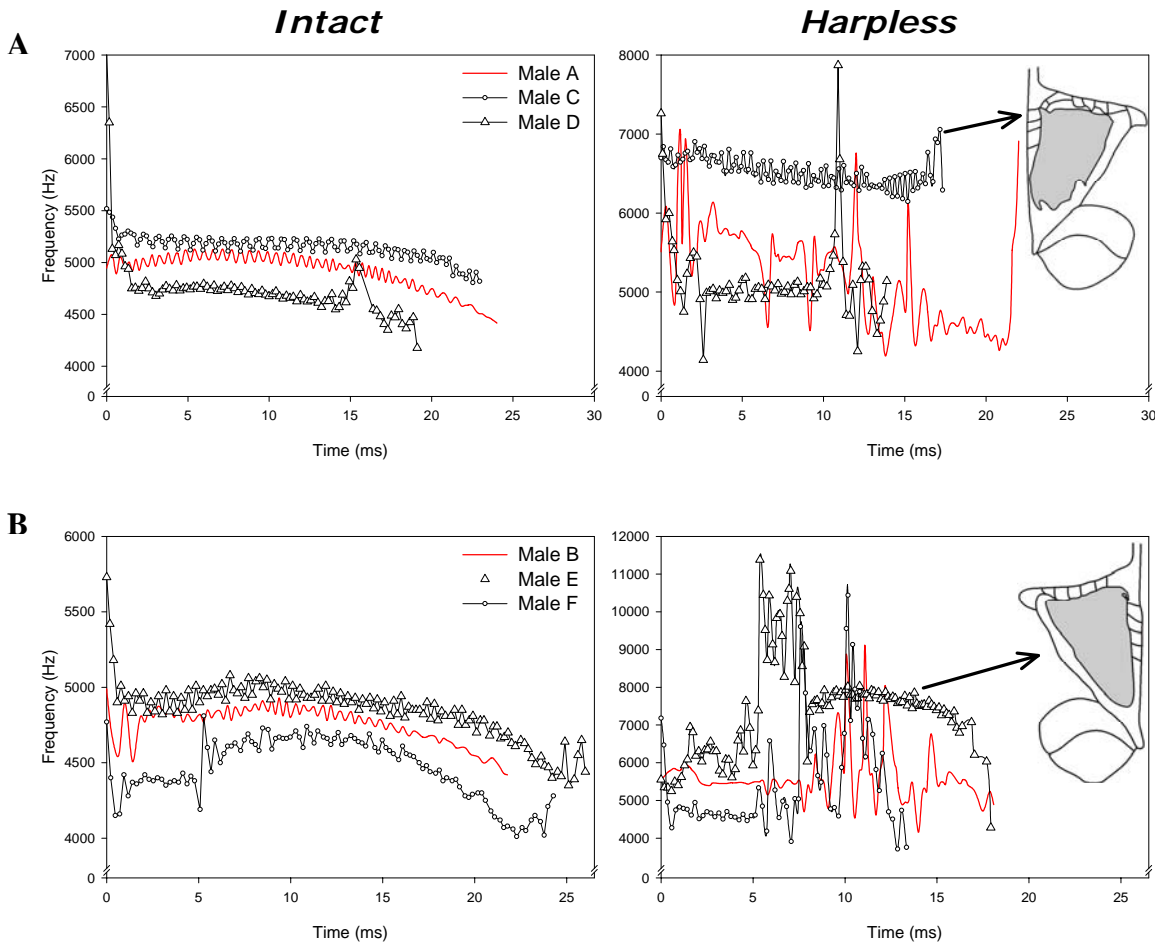 Intact
Harpless
A
7000
6500
6000
5500
5000
4500
4000
0
Frequency (Hz)
Male A
Male C
Male D
0 5 10 15 20 25 30
Time (ms)
8000
7000
6000
5000
4000
0
0 5 10 15 20 25 30
Time (ms)
B
6000
5500
5000
4500
4000
0
Frequency (Hz)
Male B
Male E
Male F
0 5 10 15 20 25
Time (ms)
12000
11000
10000
9000
8000
7000
6000
5000
4000
0
0 5 10 15 20 25
Time (ms)